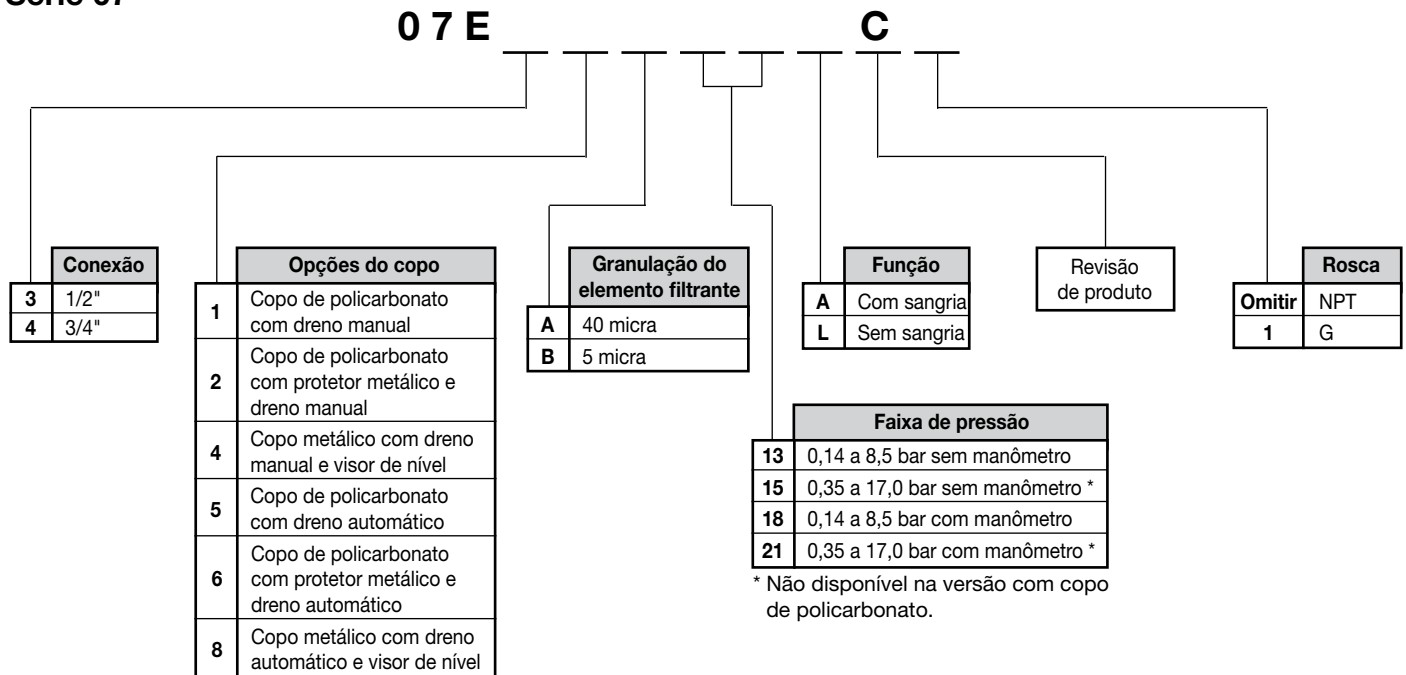 Série 07
0 7 E C
Conexão
3 1/2"
4 3/4"
Opções do copo
1 Copo de policarbonato
com dreno manual
2 Copo de policarbonato
com protetor metálico e
dreno manual
4 Copo metálico com dreno
manual e visor de nível
5 Copo de policarbonato
com dreno automático
6 Copo de policarbonato
com protetor metálico e
dreno automático
8 Copo metálico com dreno
automático e visor de nível
Granulação do
elemento filtrante
A 40 micra
B 5 micra
Função
A Com sangria
L Sem sangria
Revisão
de produto
Rosca
Omitir NPT
1 G
Faixa de pressão
13 0,14 a 8,5 bar sem manômetro
15 0,35 a 17,0 bar sem manômetro *
18 0,14 a 8,5 bar com manômetro
21 0,35 a 17,0 bar com manômetro *
* Não disponível na versão com copo
de policarbonato.